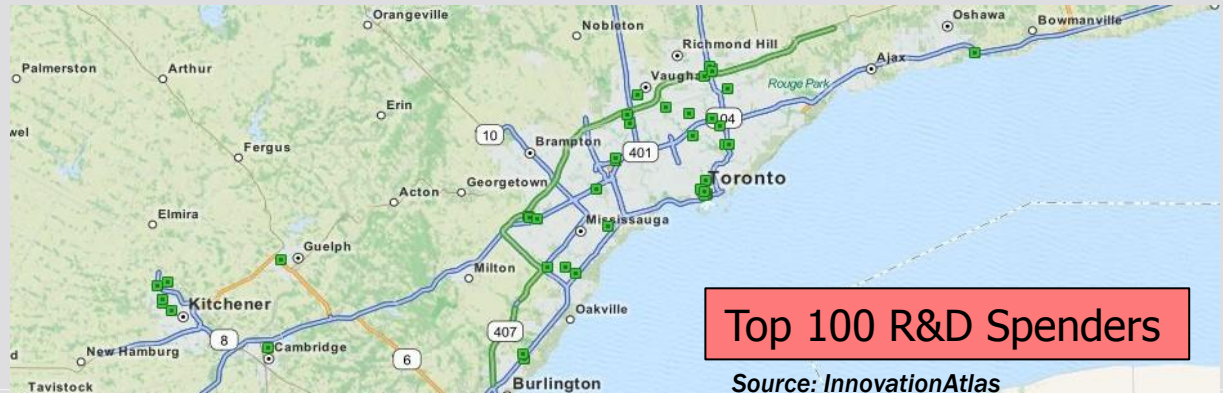 Orangeville
Nobleton
Oshawa
Bowmanville
Richmond Hill
Palmerston
Arthur
Vaugha
Ajax
Rouge Park
Erin
10
Brampton
401
Fergus
Georgetown
Toronto
Acton
Elmira
Mississauga
Guelph
Milton
Kitchener
Oakville
407
8
New Hamburg
Cambridge
6
Tavistock
Burlington
Top 100 R&D Spenders
Source: InnovationAtlas